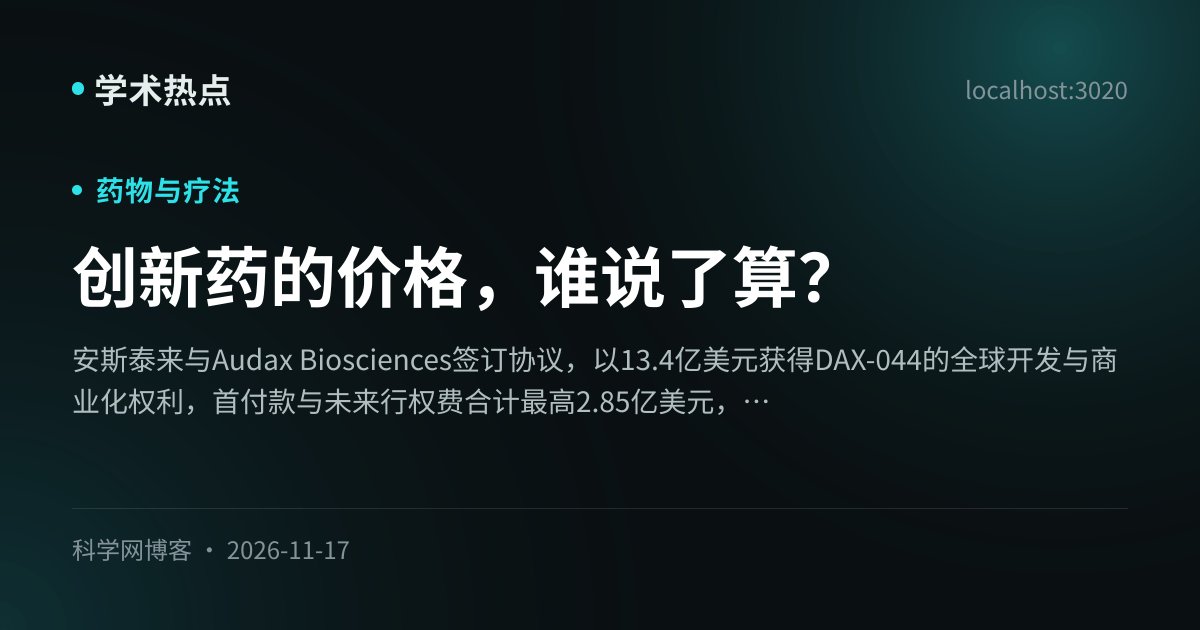 学术热点
localhost:3020
药物与疗法
创新药的价格，谁说了算？
安斯泰来与Audax Biosciences签订协议，以13.4亿美元获得DAX-044的全球开发与商
业化权利，首付款与未来行权费合计最高2.85亿美元，…
科学网博客 · 2026-11-17